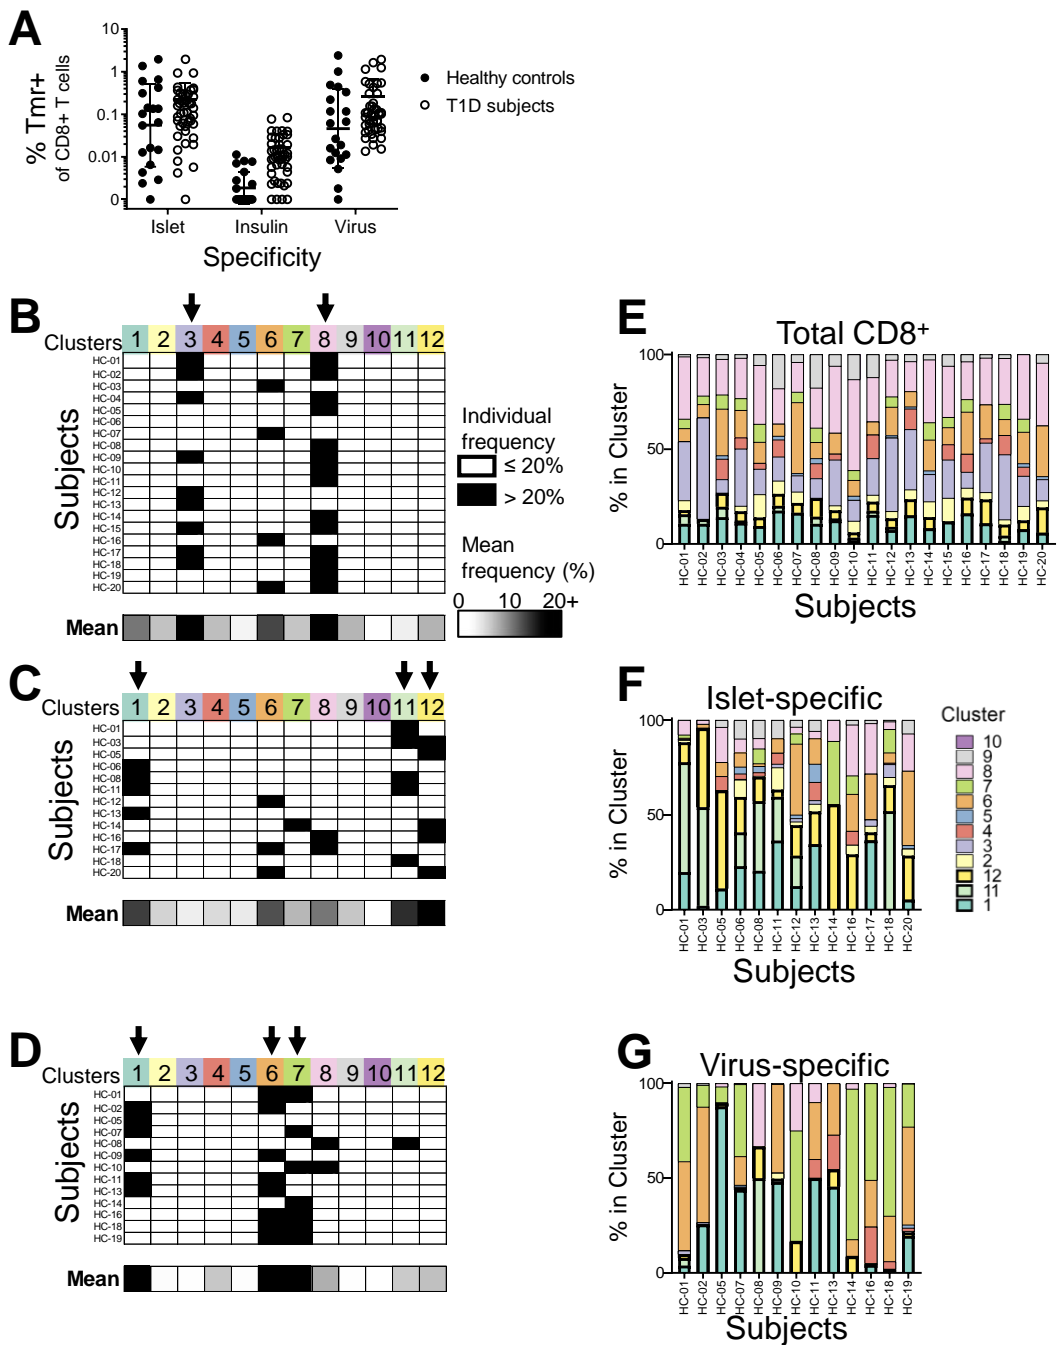 A
10
1
0.1
0.01
0
% Tmr+
of CD8+ T cells
Islet
Insulin
Virus
Specificity
Healthy controls
T1D subjects
B
Clusters
1 2 3 4 5 6 7 8 9 10 11 12
Subjects
HC-01
HC-02
HC-03
HC-04
HC-05
HC-06
HC-07
HC-08
HC-09
HC-10
HC-11
HC-12
HC-13
HC-14
HC-15
HC-16
HC-17
HC-18
HC-19
HC-20
Mean
Individual
frequency
≤ 20%
> 20%
Mean
frequency (%)
0 10 20+
C
Clusters
1 2 3 4 5 6 7 8 9 10 11 12
Subjects
HC-01
HC-03
HC-05
HC-06
HC-08
HC-11
HC-12
HC-13
HC-14
HC-16
HC-17
HC-18
HC-20
Mean
D
Clusters
1 2 3 4 5 6 7 8 9 10 11 12
Subjects
HC-01
HC-02
HC-05
HC-07
HC-08
HC-09
HC-10
HC-11
HC-13
HC-14
HC-16
HC-18
HC-19
Mean
E
Total CD8+
100
50
0
% in Cluster
HC-01
HC-02
HC-03
HC-04
HC-05
HC-06
HC-07
HC-08
HC-09
HC-10
HC-11
HC-12
HC-13
HC-14
HC-15
HC-16
HC-17
HC-18
HC-19
HC-20
Subjects
F
Islet-specific
100
50
0
% in Cluster
HC-01
HC-03
HC-05
HC-06
HC-08
HC-11
HC-12
HC-13
HC-14
HC-16
HC-17
HC-18
HC-20
Subjects
Cluster
10
9
8
7
6
5
4
3
2
12
11
1
G
Virus-specific
100
50
0
% in Cluster
HC-01
HC-02
HC-05
HC-07
HC-08
HC-09
HC-10
HC-11
HC-13
HC-14
HC-16
HC-18
HC-19
Subjects